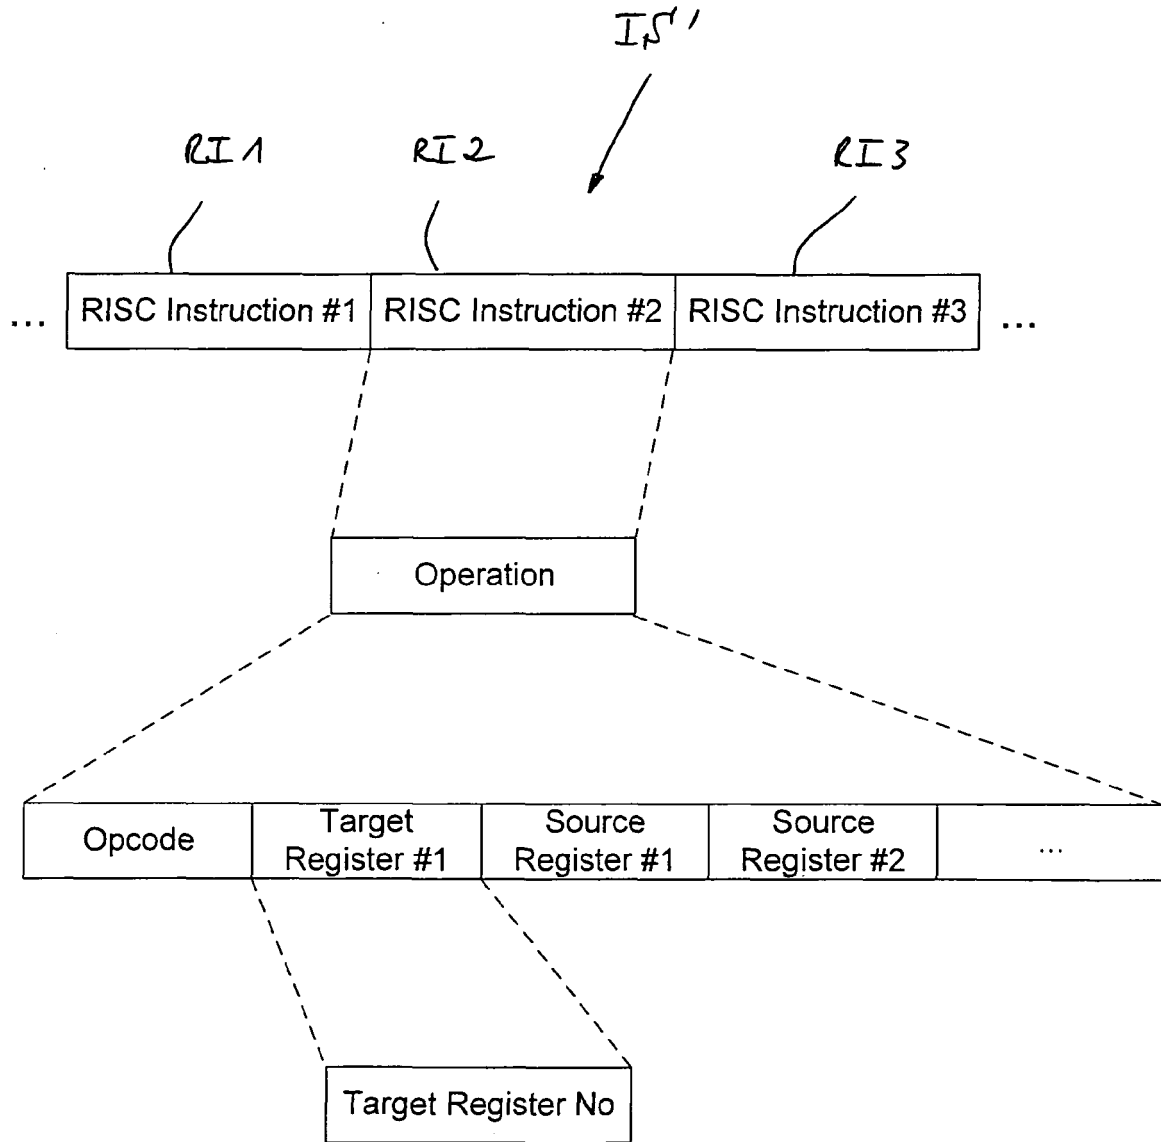 IS'
RI1 RI2 RI3
... RISC Instruction #1 RISC Instruction #2 RISC Instruction #3 ...
Operation
Opcode Target Register #1 Source Register #1 Source Register #2 ...
Target Register No